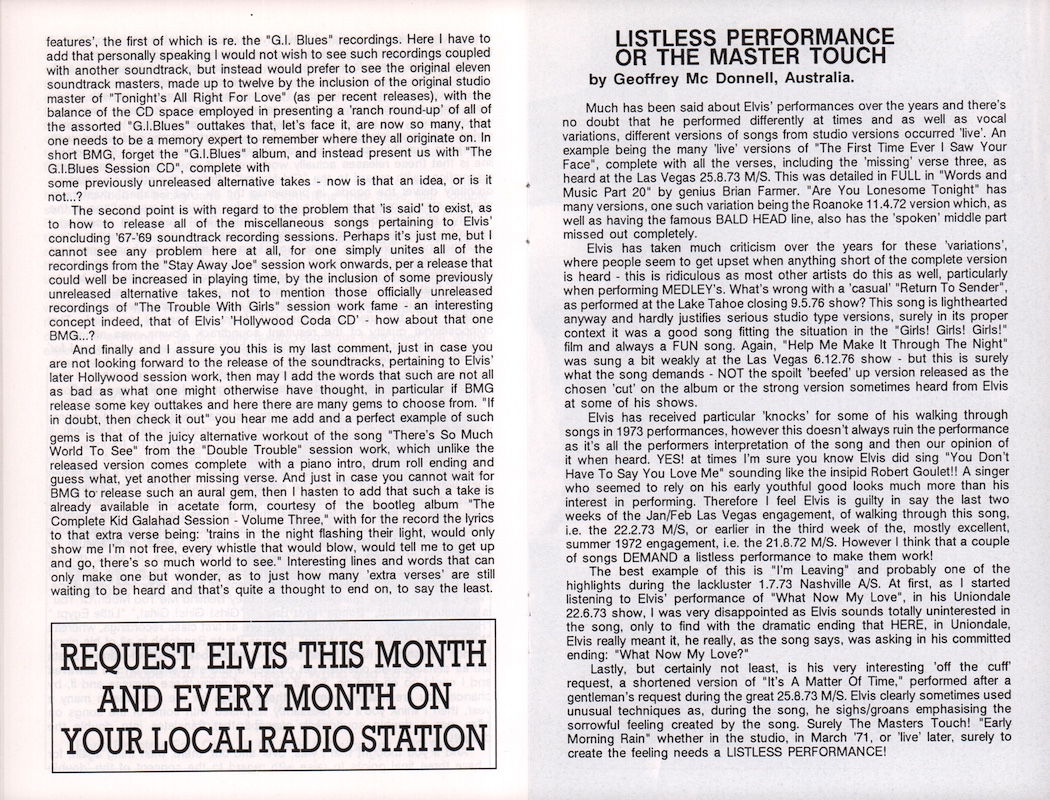 features', the first of which is re. the "G.I. Blues" recordings. Here I have to
add that personally speaking I would not wish to see such recordings coupled
with another soundtrack, but instead would prefer to see the original eleven
soundtrack masters, made up to twelve by the inclusion of the original studio
master of "Tonight's All Right For Love" (as per recent releases), with the
balance of the CD space employed in presenting a 'ranch round-up' of all of
the assorted "G.I.Blues" outtakes that, let's face it, are now so many, that
one needs to be a memory expert to remember where they all originate on. In
short BMG, forget the "G.I.Blues" album, and instead present us with "The
G.I.Blues Session CD", complete with
some previously unreleased alternative takes - now is that an idea, or is it
not...?
The second point is with regard to the problem that 'is said' to exist, as
to how to release all of the miscellaneous songs pertaining to Elvis'
concluding '67-'69 soundtrack recording sessions. Perhaps it's just me, but I
cannot see any problem here at all, for one simply unites all of the
recordings from the "Stay Away Joe" session work onwards, per a release that
could well be increased in playing time, by the inclusion of some previously
unreleased alternative takes, not to mention those officially unreleased
recordings of "The Trouble With Girls" session work fame - an interesting
concept indeed, that of Elvis' 'Hollywood Coda CD' - how about that one
BMG...?
And finally and I assure you this is my last comment, just in case you
are not looking forward to the release of the soundtracks, pertaining to Elvis'
later Hollywood session work, then may I add the words that such are not all
as bad as what one might otherwise have thought, in particular if BMG
release some key outtakes and here there are many gems to choose from. "If
in doubt, then check it out" you hear me add and a perfect example of such
gems is that of the juicy alternative workout of the song "There's So Much
World To See" from the "Double Trouble" session work, which unlike the
released version comes complete with a piano intro, drum roll ending and
guess what, yet another missing verse. And just in case you cannot wait for
BMG to release such an aural gem, then I hasten to add that such a take is
already available in acetate form, courtesy of the bootleg album "The
Complete Kid Galahad Session - Volume Three," with for the record the lyrics
to that extra verse being: 'trains in the night flashing their light, would only
show me I'm not free, every whistle that would blow, would tell me to get up
and go, there's so much world to see." Interesting lines and words that can
only make one but wonder, as to just how many 'extra verses' are still
waiting to be heard and that's quite a thought to end on, to say the least.
REQUEST ELVIS THIS MONTH
AND EVERY MONTH ON
YOUR LOCAL RADIO STATION
LISTLESS PERFORMANCE
OR THE MASTER TOUCH
by Geoffrey Mc Donnell, Australia.
Much has been said about Elvis' performances over the years and there's
no doubt that he performed differently at times and as well as vocal
variations, different versions of songs from studio versions occurred 'live'. An
example being the many 'live' versions of "The First Time Ever I Saw Your
Face", complete with all the verses, including the 'missing' verse three, as
heard at the Las Vegas 25.8.73 M/S. This was detailed in FULL in "Words and
Music Part 20" by genius Brian Farmer. "Are You Lonesome Tonight" has
many versions, one such variation being the Roanoke 11.4.72 version which, as
well as having the famous BALD HEAD line, also has the 'spoken' middle part
missed out completely.
Elvis has taken much criticism over the years for these 'variations',
where people seem to get upset when anything short of the complete version
is heard - this is ridiculous as most other artists do this as well, particularly
when performing MEDLEY's. What's wrong with a 'casual' "Return To Sender",
as performed at the Lake Tahoe closing 9.5.76 show? This song is lighthearted
anyway and hardly justifies serious studio type versions, surely in its proper
context it was a good song fitting the situation in the "Girls! Girls! Girls!"
film and always a FUN song. Again, "Help Me Make It Through The Night"
was sung a bit weakly at the Las Vegas 6.12.76 show - but this is surely
what the song demands - NOT the spoilt 'beefed' up version released as the
chosen 'cut' on the album or the strong version sometimes heard from Elvis
at some of his shows.
Elvis has received particular 'knocks' for some of his walking through
songs in 1973 performances, however this doesn't always ruin the performance
as it's all the performers interpretation of the song and then our opinion of
it when heard. YES! at times I'm sure you know Elvis did sing "You Don't
Have To Say You Love Me" sounding like the insipid Robert Goulet!! A singer
who seemed to rely on his early youthful good looks much more than his
interest in performing. Therefore I feel Elvis is guilty in say the last two
weeks of the Jan/Feb Las Vegas engagement, of walking through this song,
i.e. the 22.2.73 M/S, or earlier in the third week of the, mostly excellent,
summer 1972 engagement, i.e. the 21.8.72 M/S. However I think that a couple
of songs DEMAND a listless performance to make them work!
The best example of this is "I'm Leaving" and probably one of the
highlights during the lackluster 1.7.73 Nashville A/S. At first, as I started
listening to Elvis' performance of "What Now My Love", in his Uniondale
22.6.73 show, I was very disappointed as Elvis sounds totally uninterested in
the song, only to find with the dramatic ending that HERE, in Uniondale,
Elvis really meant it, he really, as the song says, was asking in his committed
ending: "What Now My Love?"
Lastly, but certainly not least, is his very interesting 'off the cuff'
request, a shortened version of "It's A Matter Of Time," performed after a
gentleman's request during the great 25.8.73 M/S. Elvis clearly sometimes used
unusual techniques as, during the song, he sighs/groans emphasising the
sorrowful feeling created by the song. Surely The Masters Touch! "Early
Morning Rain" whether in the studio, in March '71, or 'live' later, surely to
create the feeling needs a LISTLESS PERFORMANCE!